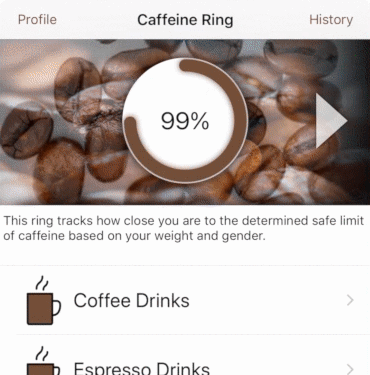 Profile Caffeine Ring History
99%
This ring tracks how close you are to the determined safe limit
of caffeine based on your weight and gender.
Coffee Drinks
Espresso Drinks